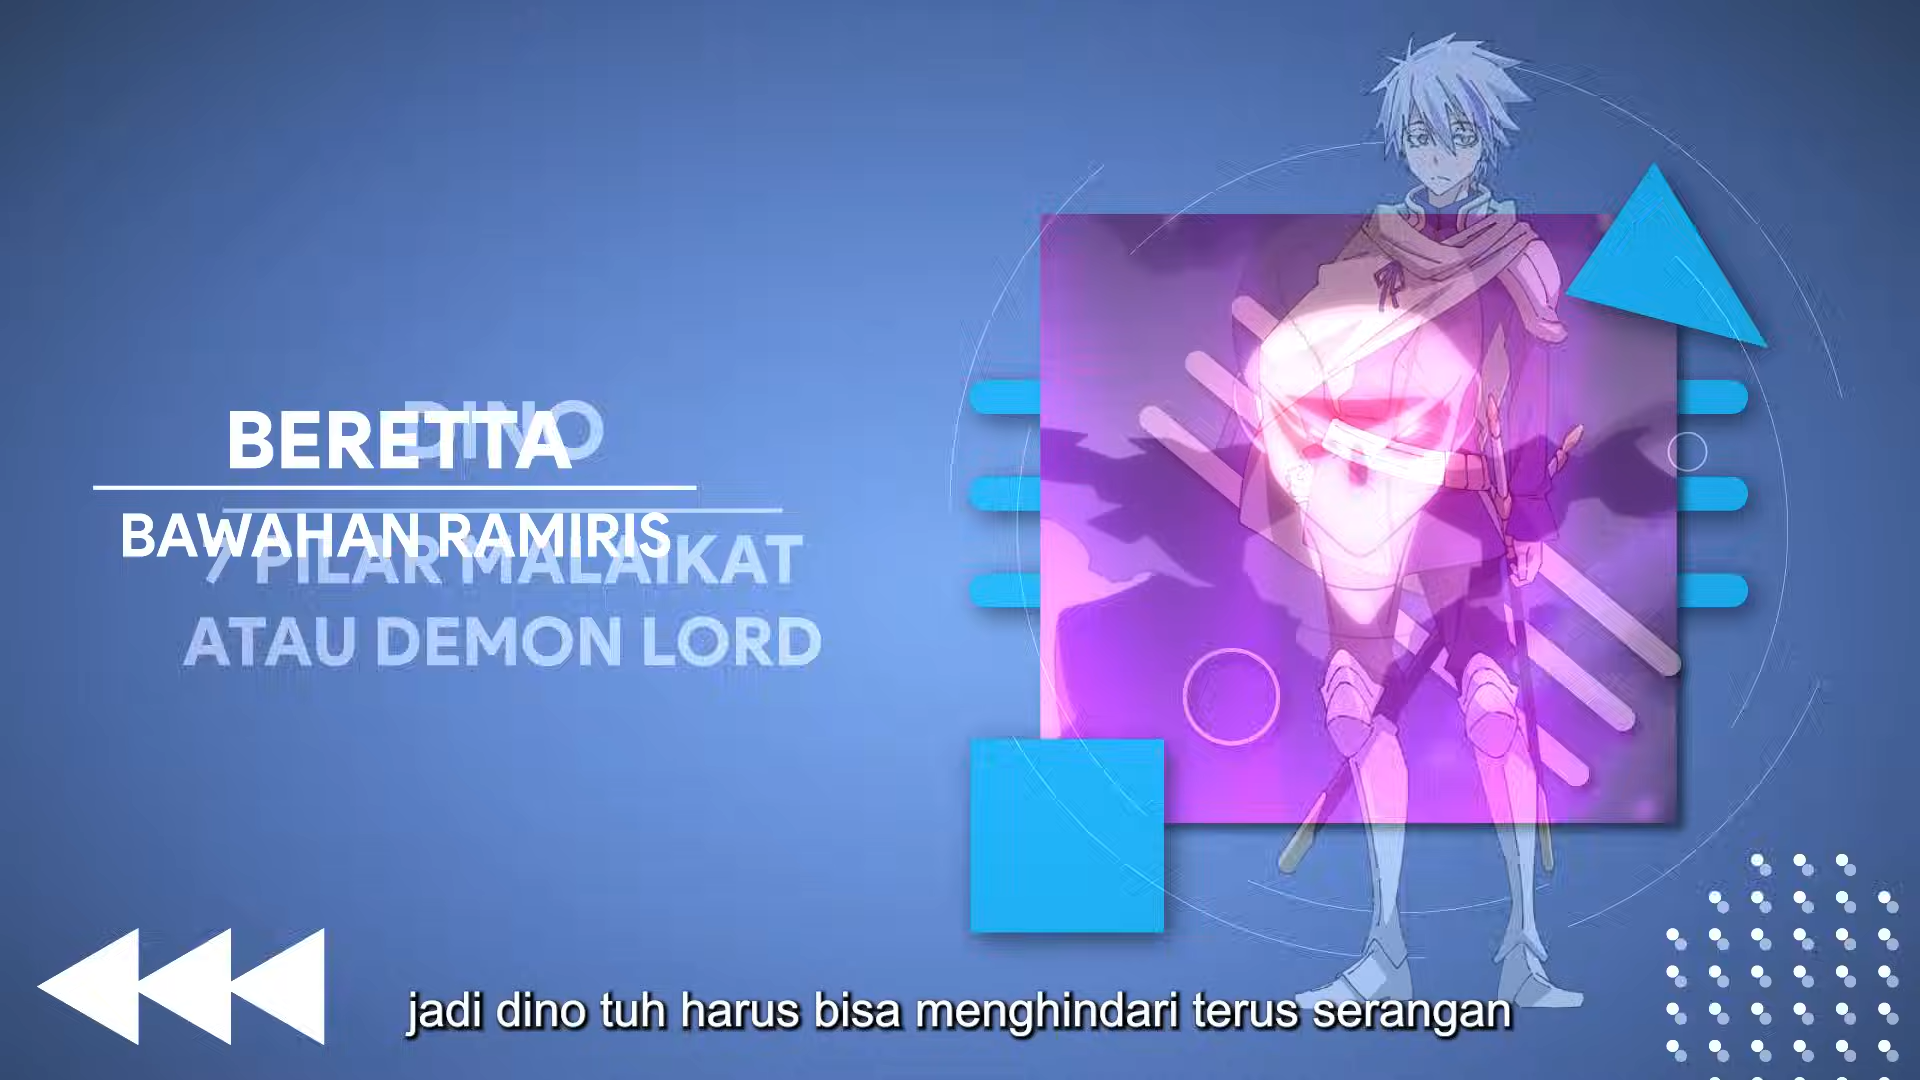 BERETTA
BAWAHAN RAMIRIS
DINO
7 PILAR MALAIKAT
ATAU DEMON LORD
jadi dino tuh harus bisa menghindari terus serangan